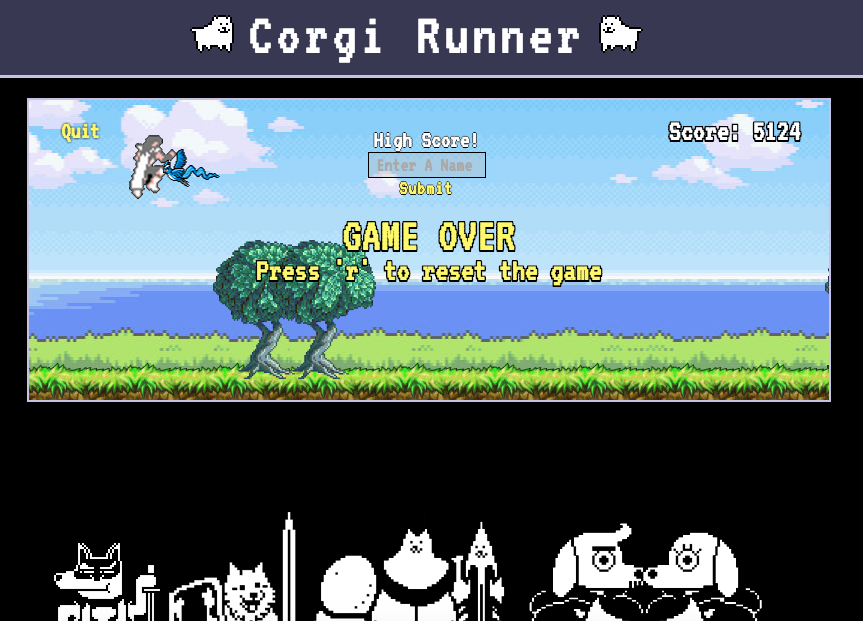 Corgi Runner
Quit
High Score!
Score: 5124
Enter A Name
Submit
GAME OVER
Press 'r' to reset the game